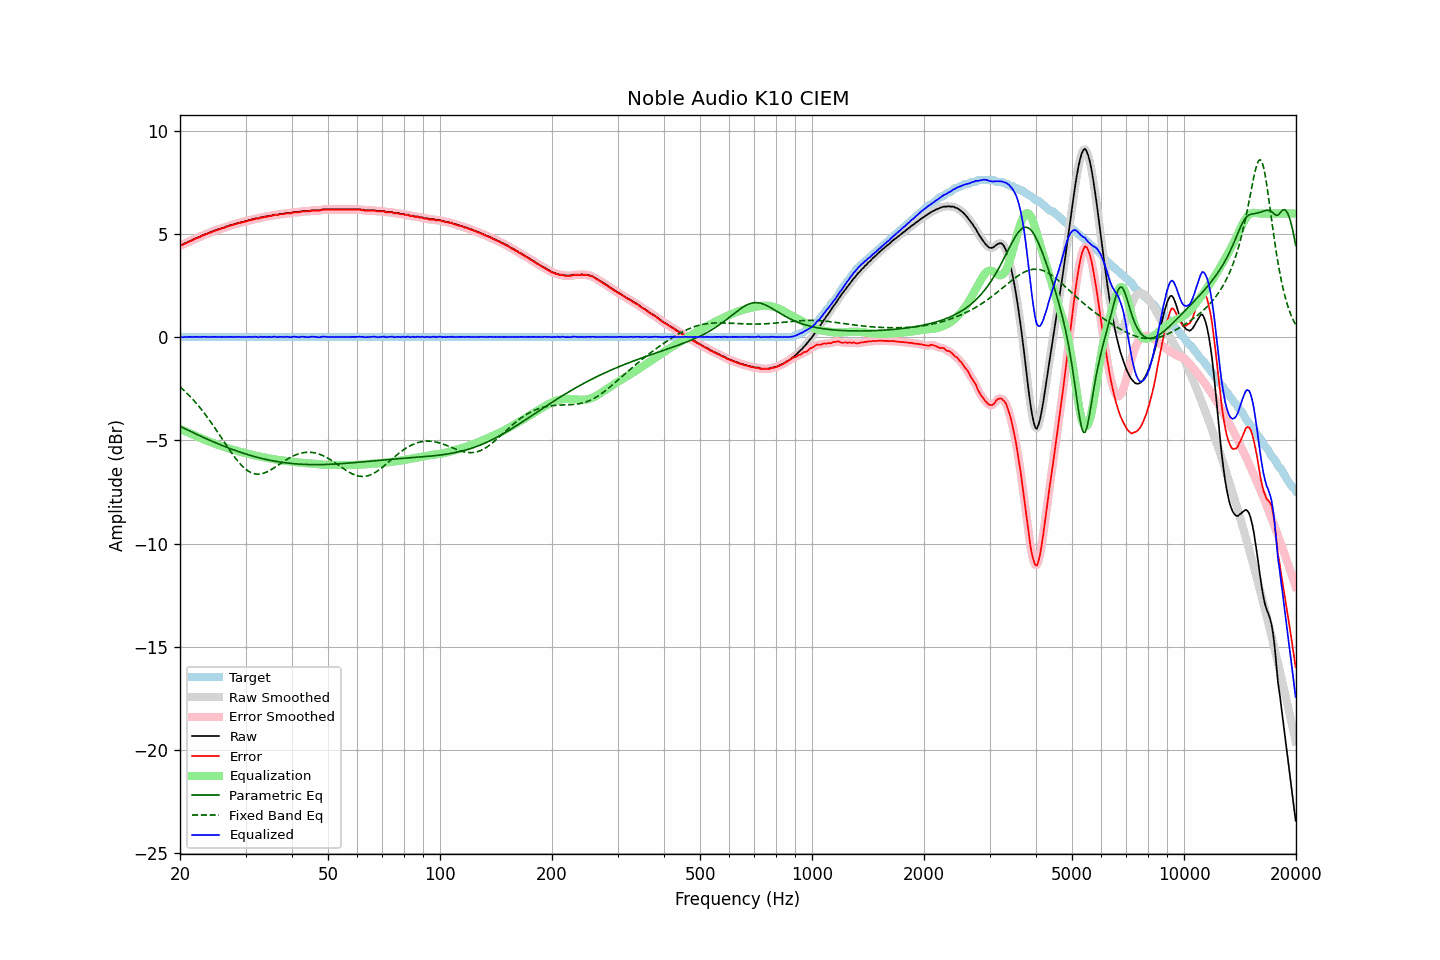 Noble Audio K10 CIEM
10
5
0
−5
−10
−15
−20
−25
Amplitude (dBr)
Target
Raw Smoothed
Error Smoothed
Raw
Error
Equalization
Parametric Eq
Fixed Band Eq
Equalized
20 50 100 200 500 1000 2000 5000 10000 20000
Frequency (Hz)